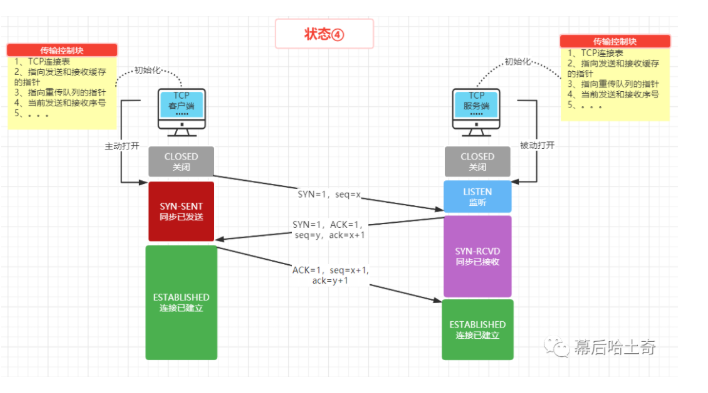 状态④
传输控制块
1、TCP连接表
2、指向发送和接收缓存
的指针
3、指向重传队列的指针
4、当前发送和接收序号
5、。。。
初始化
TCP
客户端
.....
主动打开
CLOSED
关闭
SYN-SENT
同步已发送
ESTABLISHED
连接已建立
SYN=1，seq=x
SYN=1, ACK=1,
seq=y, ack=x+1
ACK=1, seq=x+1,
ack=y+1
传输控制块
1、TCP连接表
2、指向发送和接收缓存
的指针
3、指向重传队列的指针
4、当前发送和接收序号
5、。。。
初始化
TCP
服务端
.....
被动打开
CLOSED
关闭
LISTEN
监听
SYN-RCVD
同步已接收
ESTABLISHED
连接已建立
幕后哈土奇